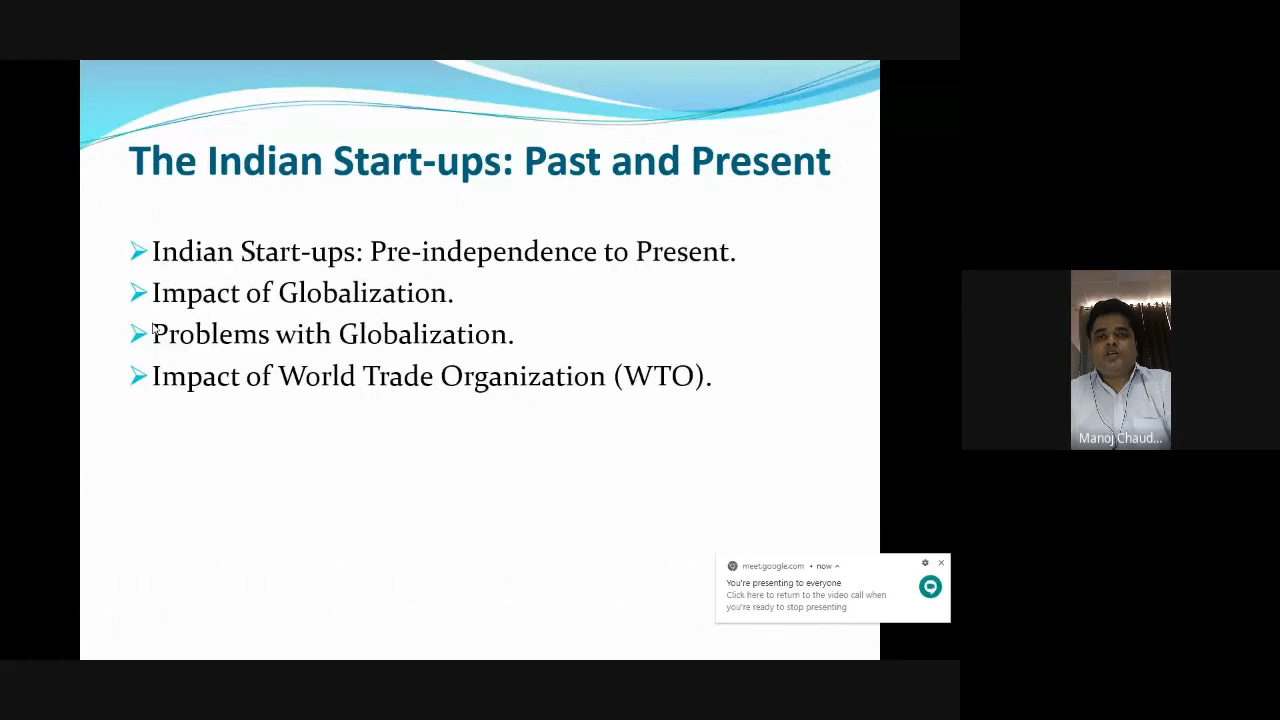 The Indian Start-ups: Past and Present
Indian Start-ups: Pre-independence to Present.
Impact of Globalization.
Problems with Globalization.
Impact of World Trade Organization (WTO).
Manoj Chaud...
meet.google.com • now
You're presenting to everyone
Click here to return to the video call when
you're ready to stop presenting